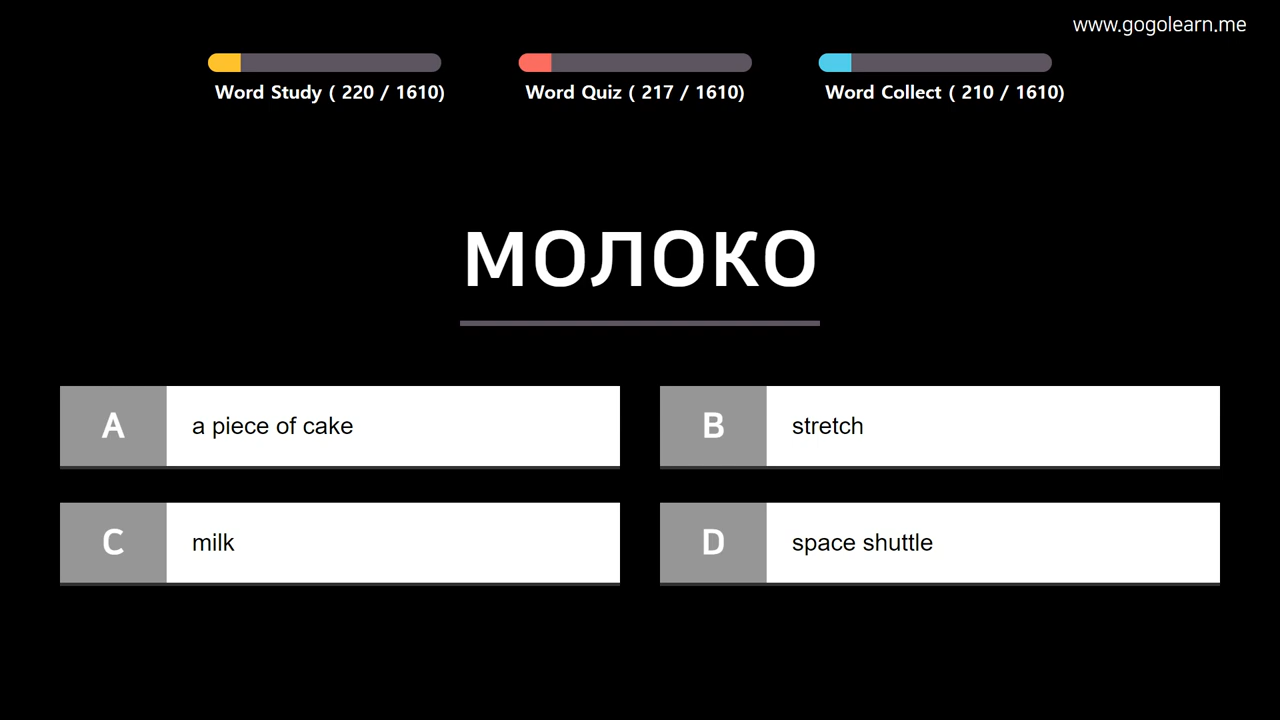 www.gogolearn.me
Word Study ( 220 / 1610)
Word Quiz ( 217 / 1610)
Word Collect ( 210 / 1610)
МОЛОКО
A
a piece of cake
B
stretch
C
milk
D
space shuttle